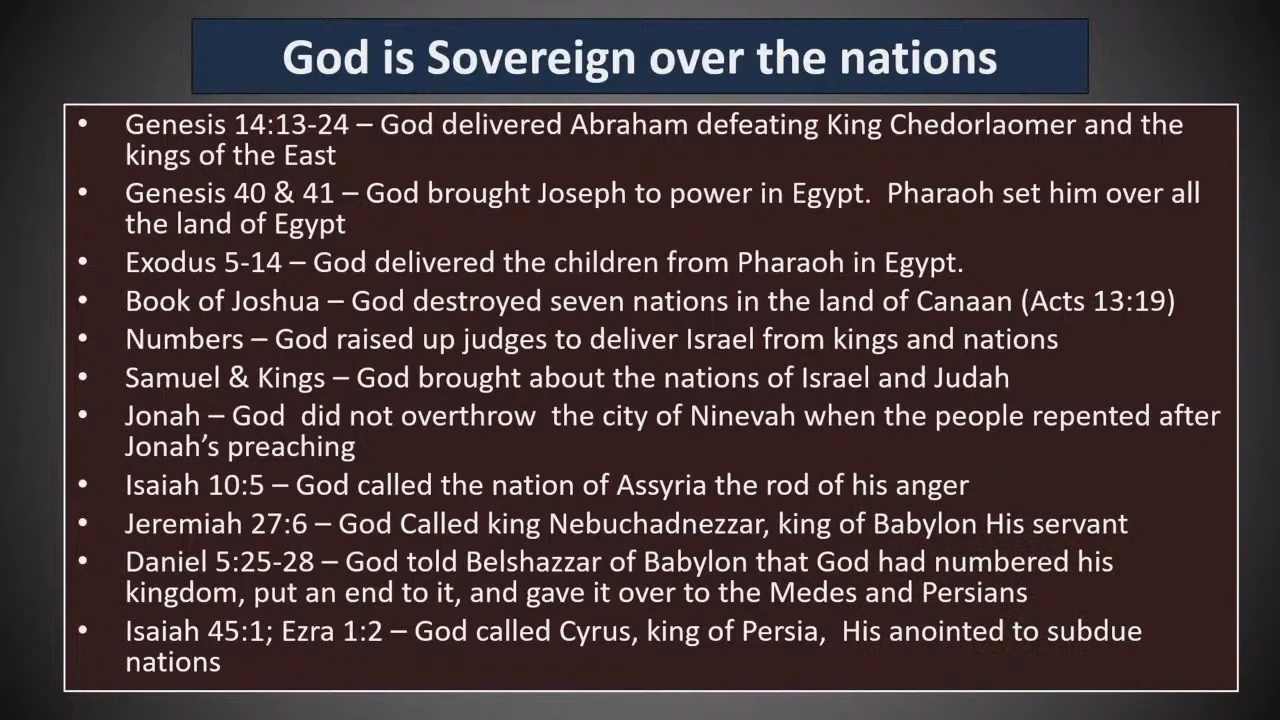 God is Sovereign over the nations
• Genesis 14:13-24 – God delivered Abraham defeating King Chedorlaomer and the
kings of the East
• Genesis 40 & 41 – God brought Joseph to power in Egypt.  Pharaoh set him over all
the land of Egypt
• Exodus 5-14 – God delivered the children from Pharaoh in Egypt.
• Book of Joshua – God destroyed seven nations in the land of Canaan (Acts 13:19)
• Numbers – God raised up judges to deliver Israel from kings and nations
• Samuel & Kings – God brought about the nations of Israel and Judah
• Jonah – God  did not overthrow  the city of Ninevah when the people repented after
Jonah’s preaching
• Isaiah 10:5 – God called the nation of Assyria the rod of his anger
• Jeremiah 27:6 – God Called king Nebuchadnezzar, king of Babylon His servant
• Daniel 5:25-28 – God told Belshazzar of Babylon that God had numbered his
kingdom, put an end to it, and gave it over to the Medes and Persians
• Isaiah 45:1; Ezra 1:2 – God called Cyrus, king of Persia,  His anointed to subdue
nations